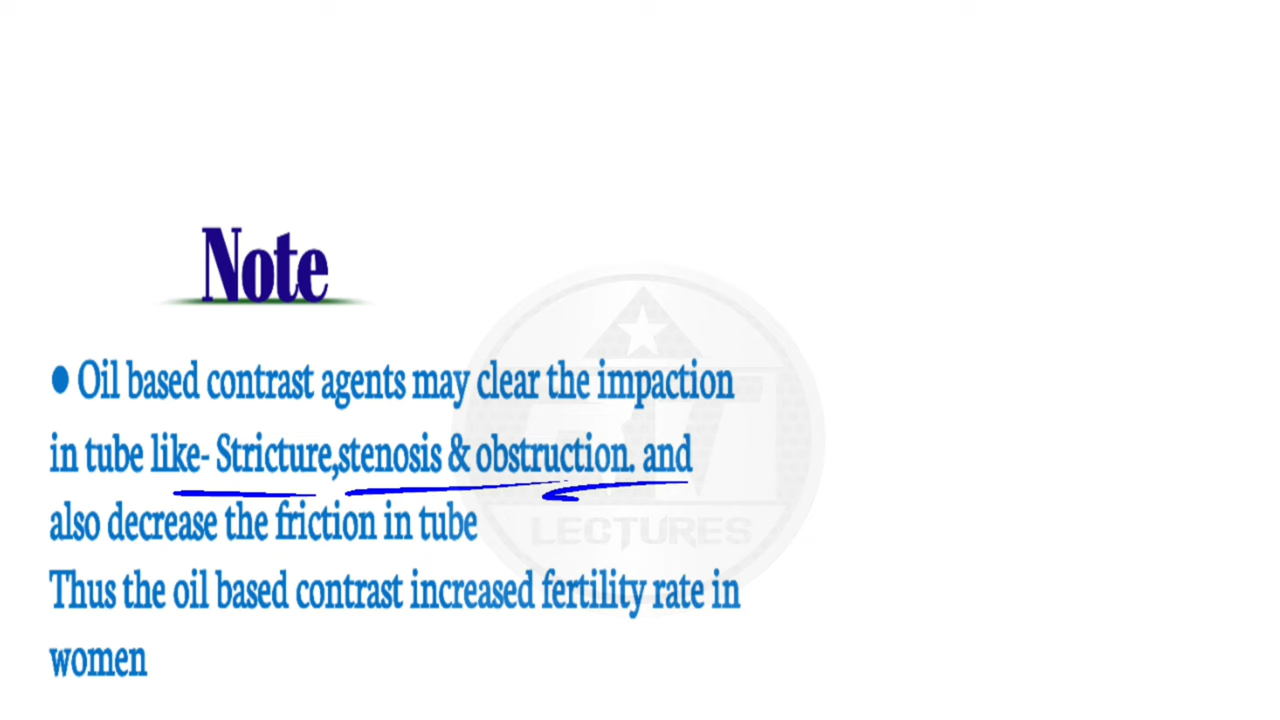 Note
● Oil based contrast agents may clear the impaction
in tube like- Stricture,stenosis & obstruction. and
also decrease the friction in tube
Thus the oil based contrast increased fertility rate in
women
LECTURES